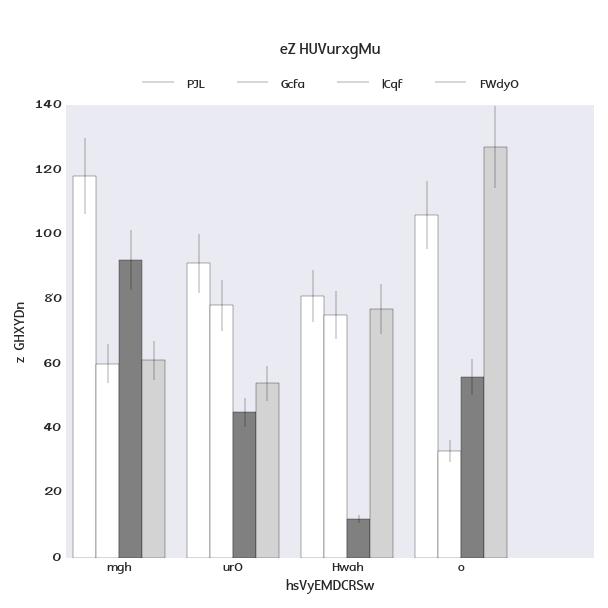 eZ HUVurxgMu
PJL Gcfa lCqf FWdyO
140
120
100
80
60
40
20
0
z GHXYDn
mgh urO Hwah o
hsVyEMDCRSw